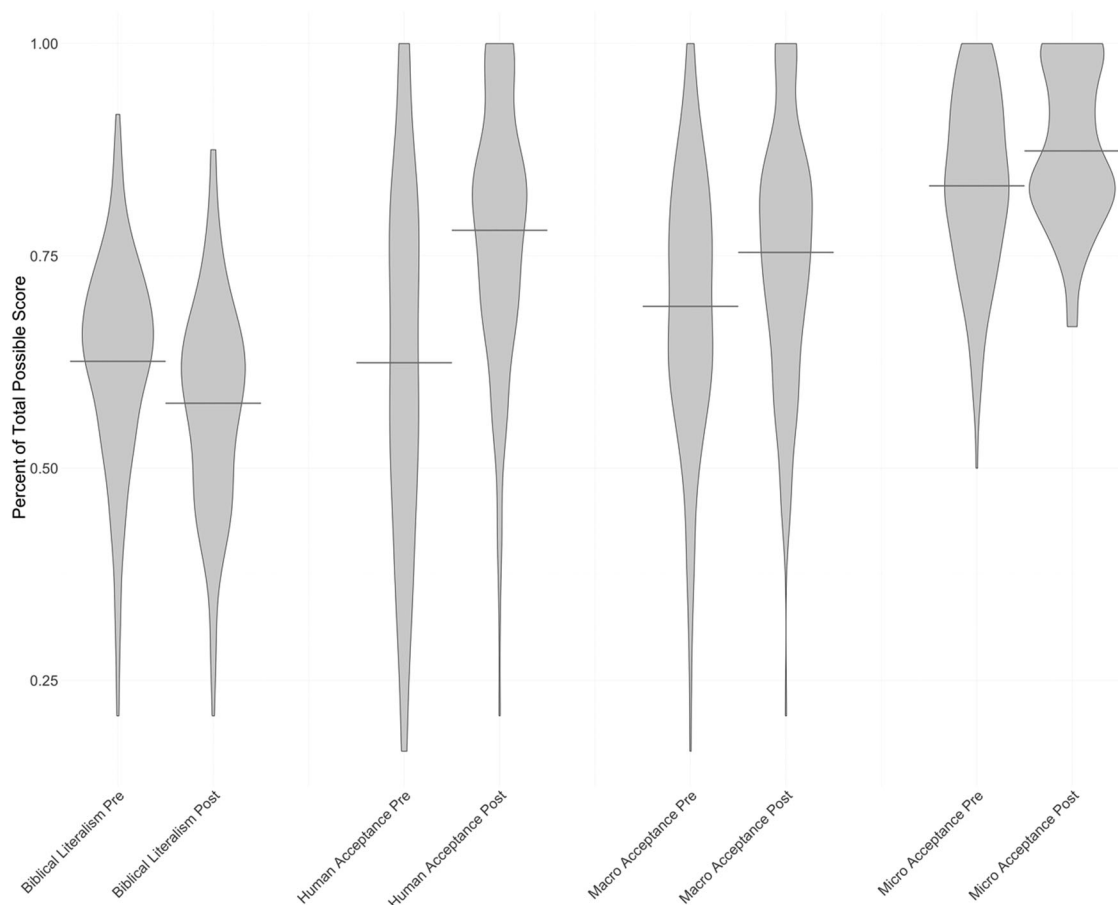 Percent of Total Possible Score
1.00
0.75
0.50
0.25
Biblical Literalism Pre
Biblical Literalism Post
Human Acceptance Pre
Human Acceptance Post
Macro Acceptance Pre
Macro Acceptance Post
Micro Acceptance Pre
Micro Acceptance Post